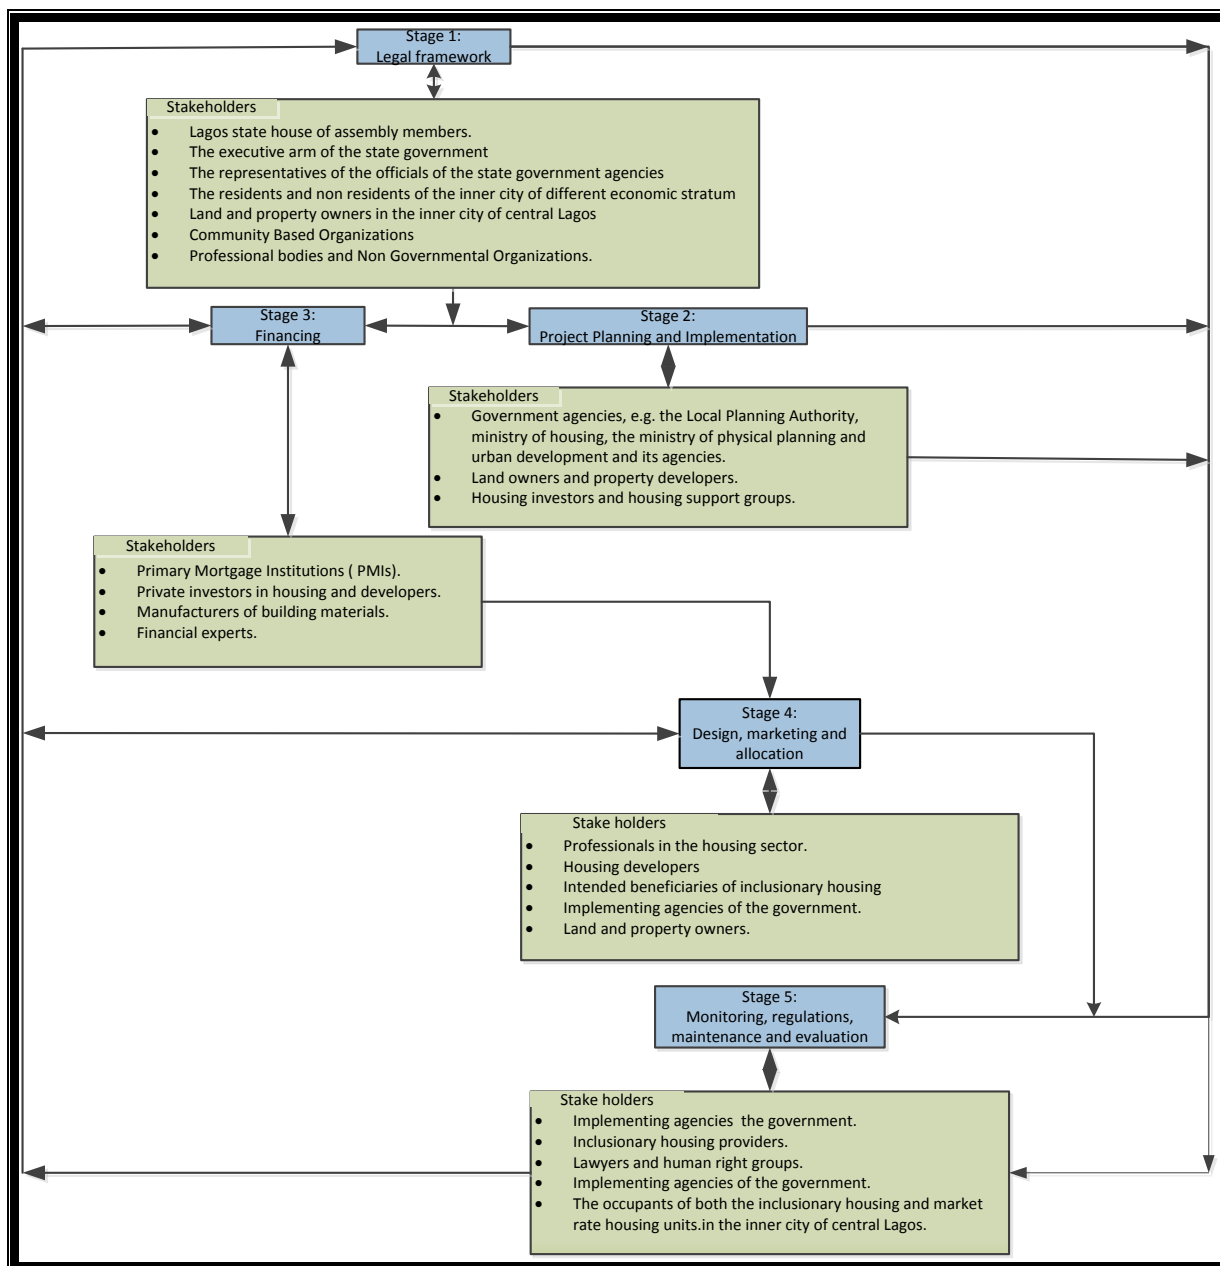 Stage 1:
Legal framework
Stakeholders
• Lagos state house of assembly members.
• The executive arm of the state government
• The representatives of the officials of the state government agencies
• The residents and non residents of the inner city of different economic stratum
• Land and property owners in the inner city of central Lagos
• Community Based Organizations
• Professional bodies and Non Governmental Organizations.
Stage 3:
Financing
Stage 2:
Project Planning and Implementation
Stakeholders
• Government agencies, e.g. the Local Planning Authority,
ministry of housing, the ministry of physical planning and
urban development and its agencies.
• Land owners and property developers.
• Housing investors and housing support groups.
Stakeholders
• Primary Mortgage Institutions ( PMIs).
• Private investors in housing and developers.
• Manufacturers of building materials.
• Financial experts.
Stage 4:
Design, marketing and
allocation
Stake holders
• Professionals in the housing sector.
• Housing developers
• Intended beneficiaries of inclusionary housing
• Implementing agencies of the government.
• Land and property owners.
Stage 5:
Monitoring, regulations,
maintenance and evaluation
Stake holders
• Implementing agencies the government.
• Inclusionary housing providers.
• Lawyers and human right groups.
• Implementing agencies of the government.
• The occupants of both the inclusionary housing and market
rate housing units.in the inner city of central Lagos.